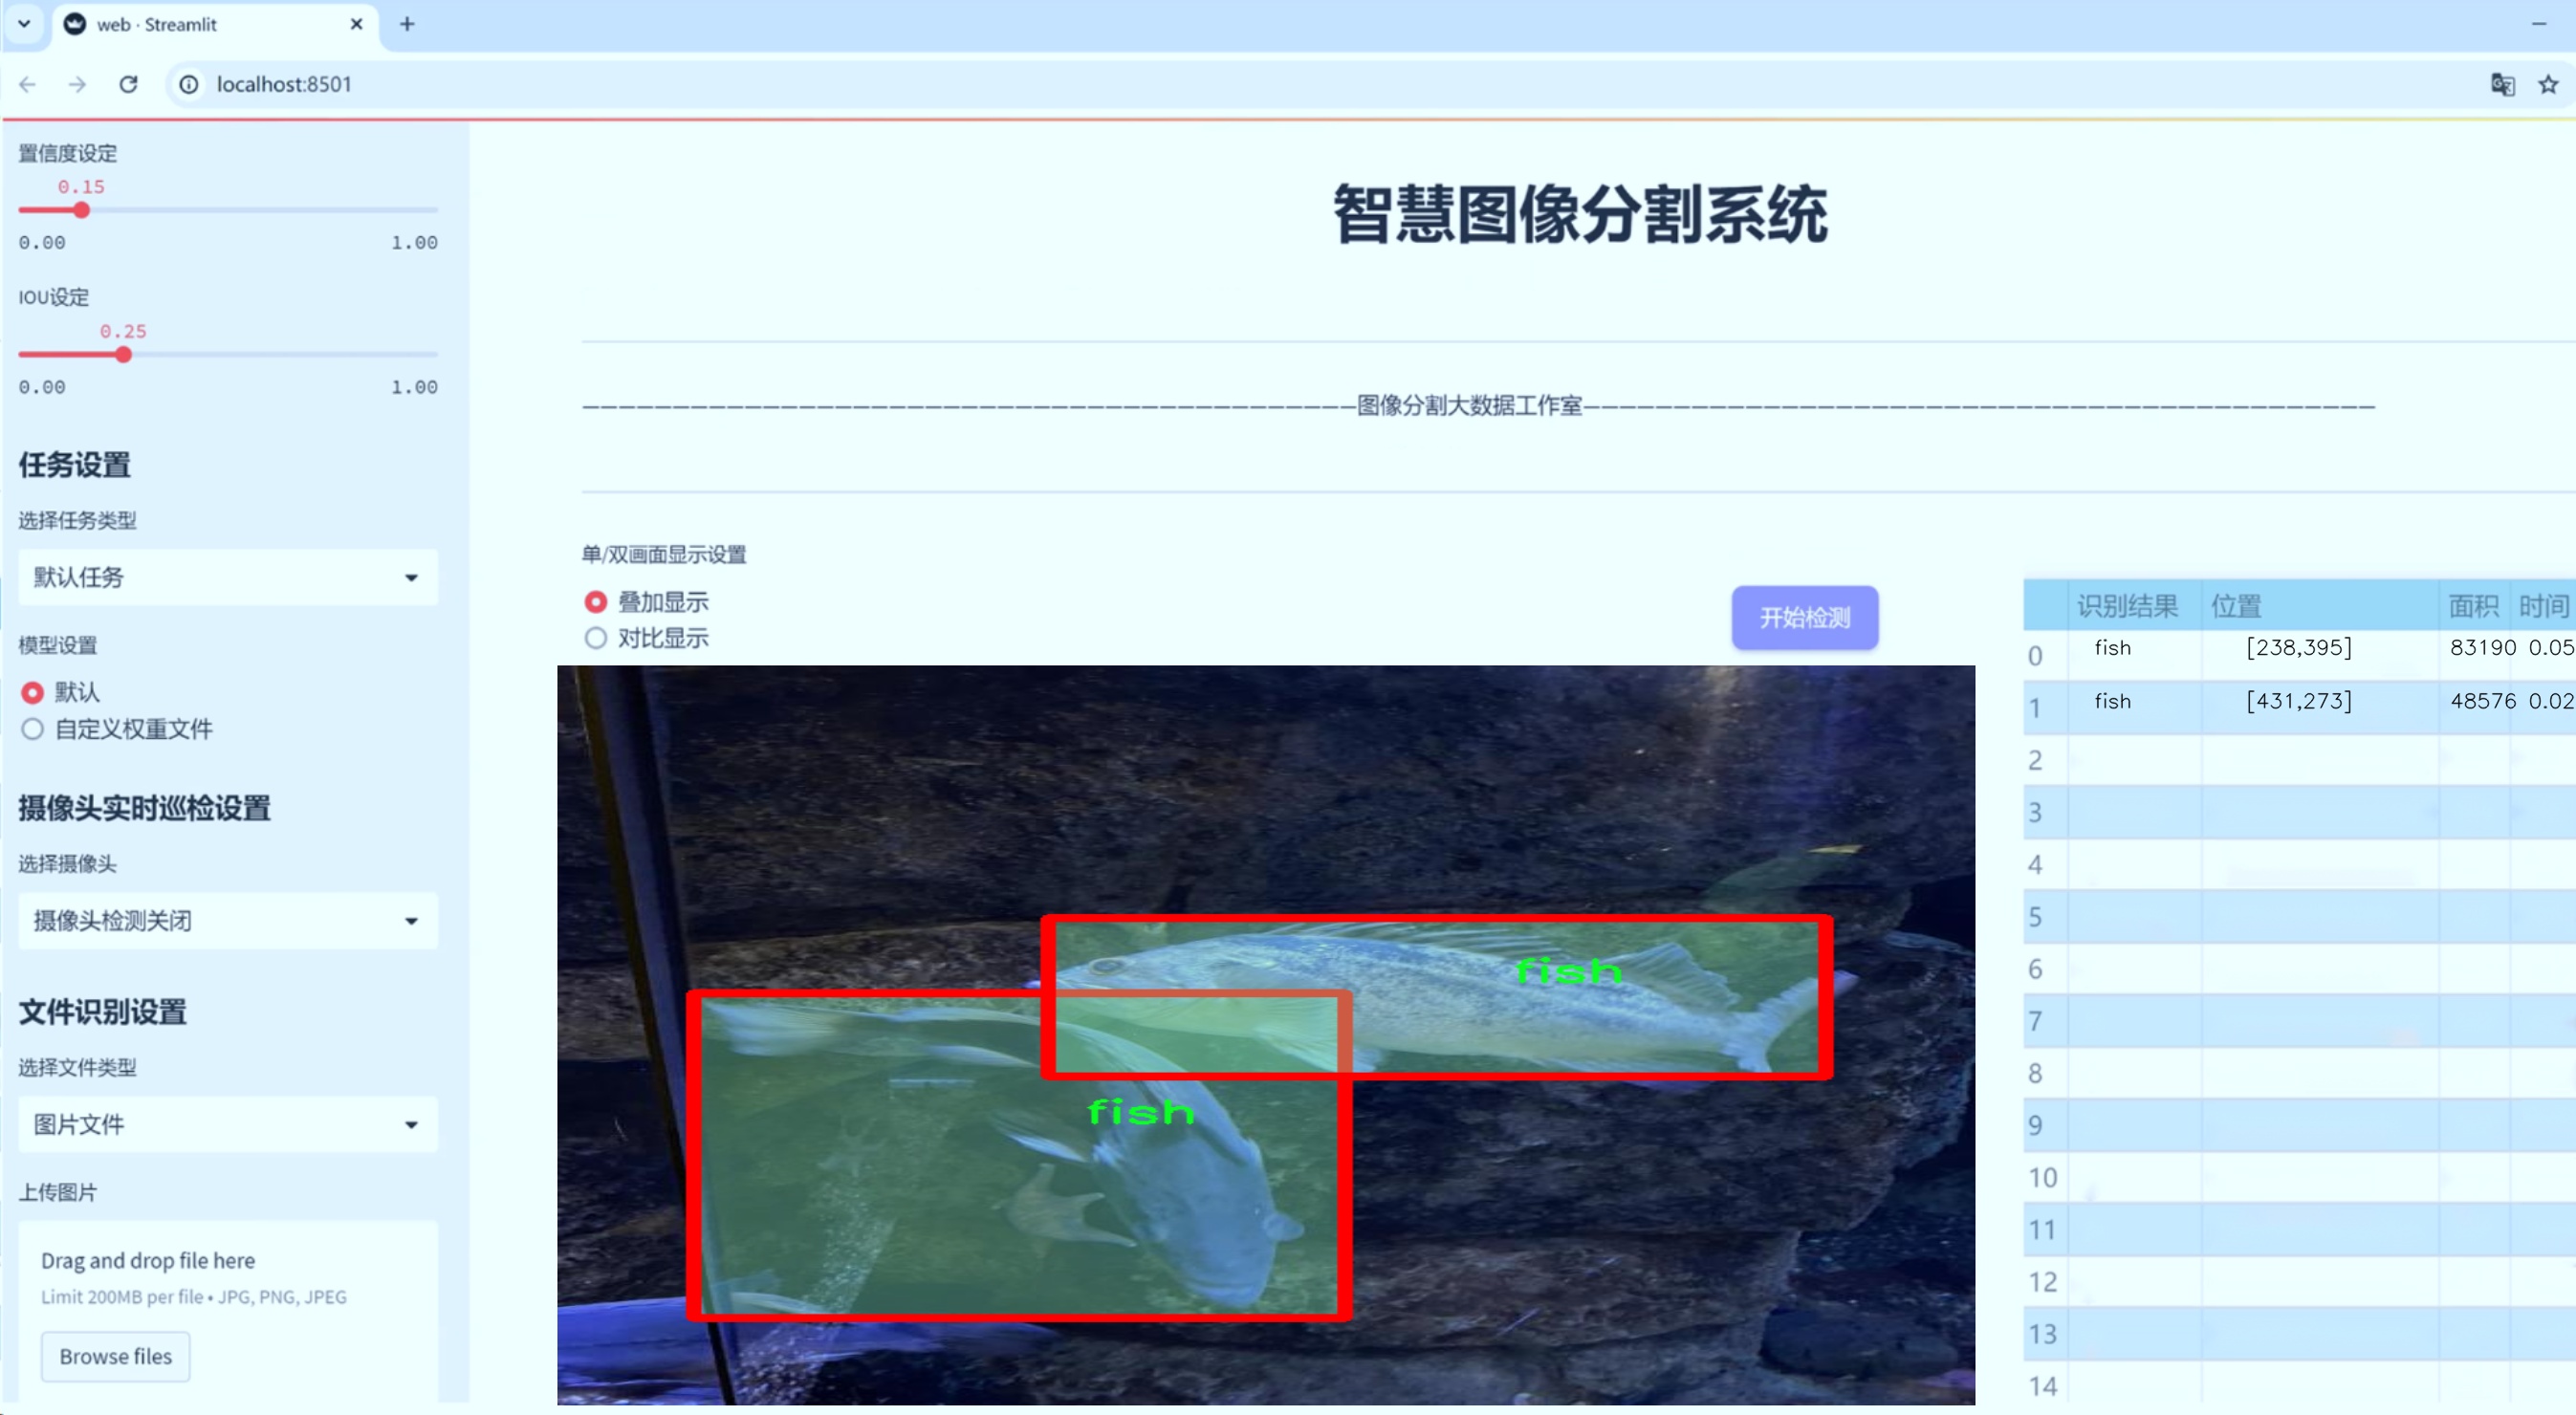 web · Streamlit
localhost:8501
置信度设定
0.15
0.00 1.00
IOU设定
0.25
0.00 1.00
任务设置
选择任务类型
默认任务
模型设置
默认
自定义权重文件
摄像头实时巡检设置
选择摄像头
摄像头检测关闭
文件识别设置
选择文件类型
图片文件
上传图片
Drag and drop file here
Limit 200MB per file • JPG, PNG, JPEG
Browse files
智慧图像分割系统
———————————————————————————————————————————图像分割大数据工作室————————————————————————————————————————————
单/双画面显示设置
叠加显示
对比显示
开始检测
fish
fish
识别结果 位置 面积 时间
0 fish [238,395] 83190 0.05
1 fish [431,273] 48576 0.02
2
3
4
5
6
7
8
9
10
11
12
13
14